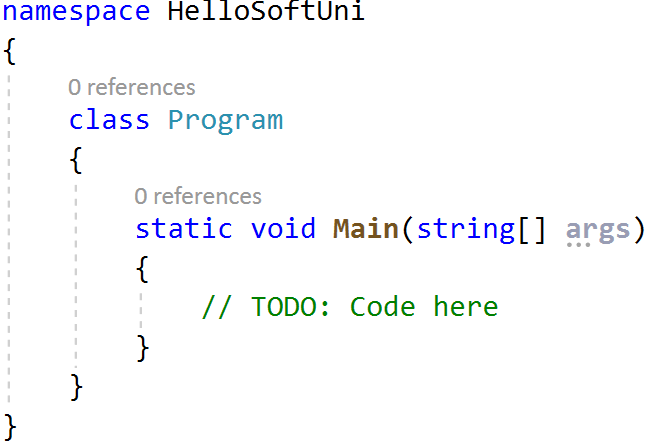 namespace HelloSoftUni
{
0 references
class Program
{
0 references
static void Main(string[] args)
{
// TODO: Code here
}
}
}